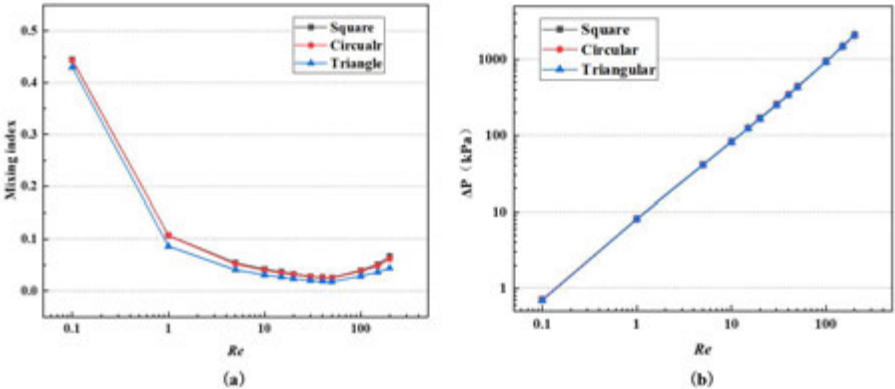 0.5
0.4
0.3
0.2
0.1
0.0
Mixing index
Square
Circualr
Triangle
0.1 1 10 100
Re
(a)
1000
100
10
1
ΔP（kPa）
Square
Circular
Triangular
0.1 1 10 100
Re
(b)